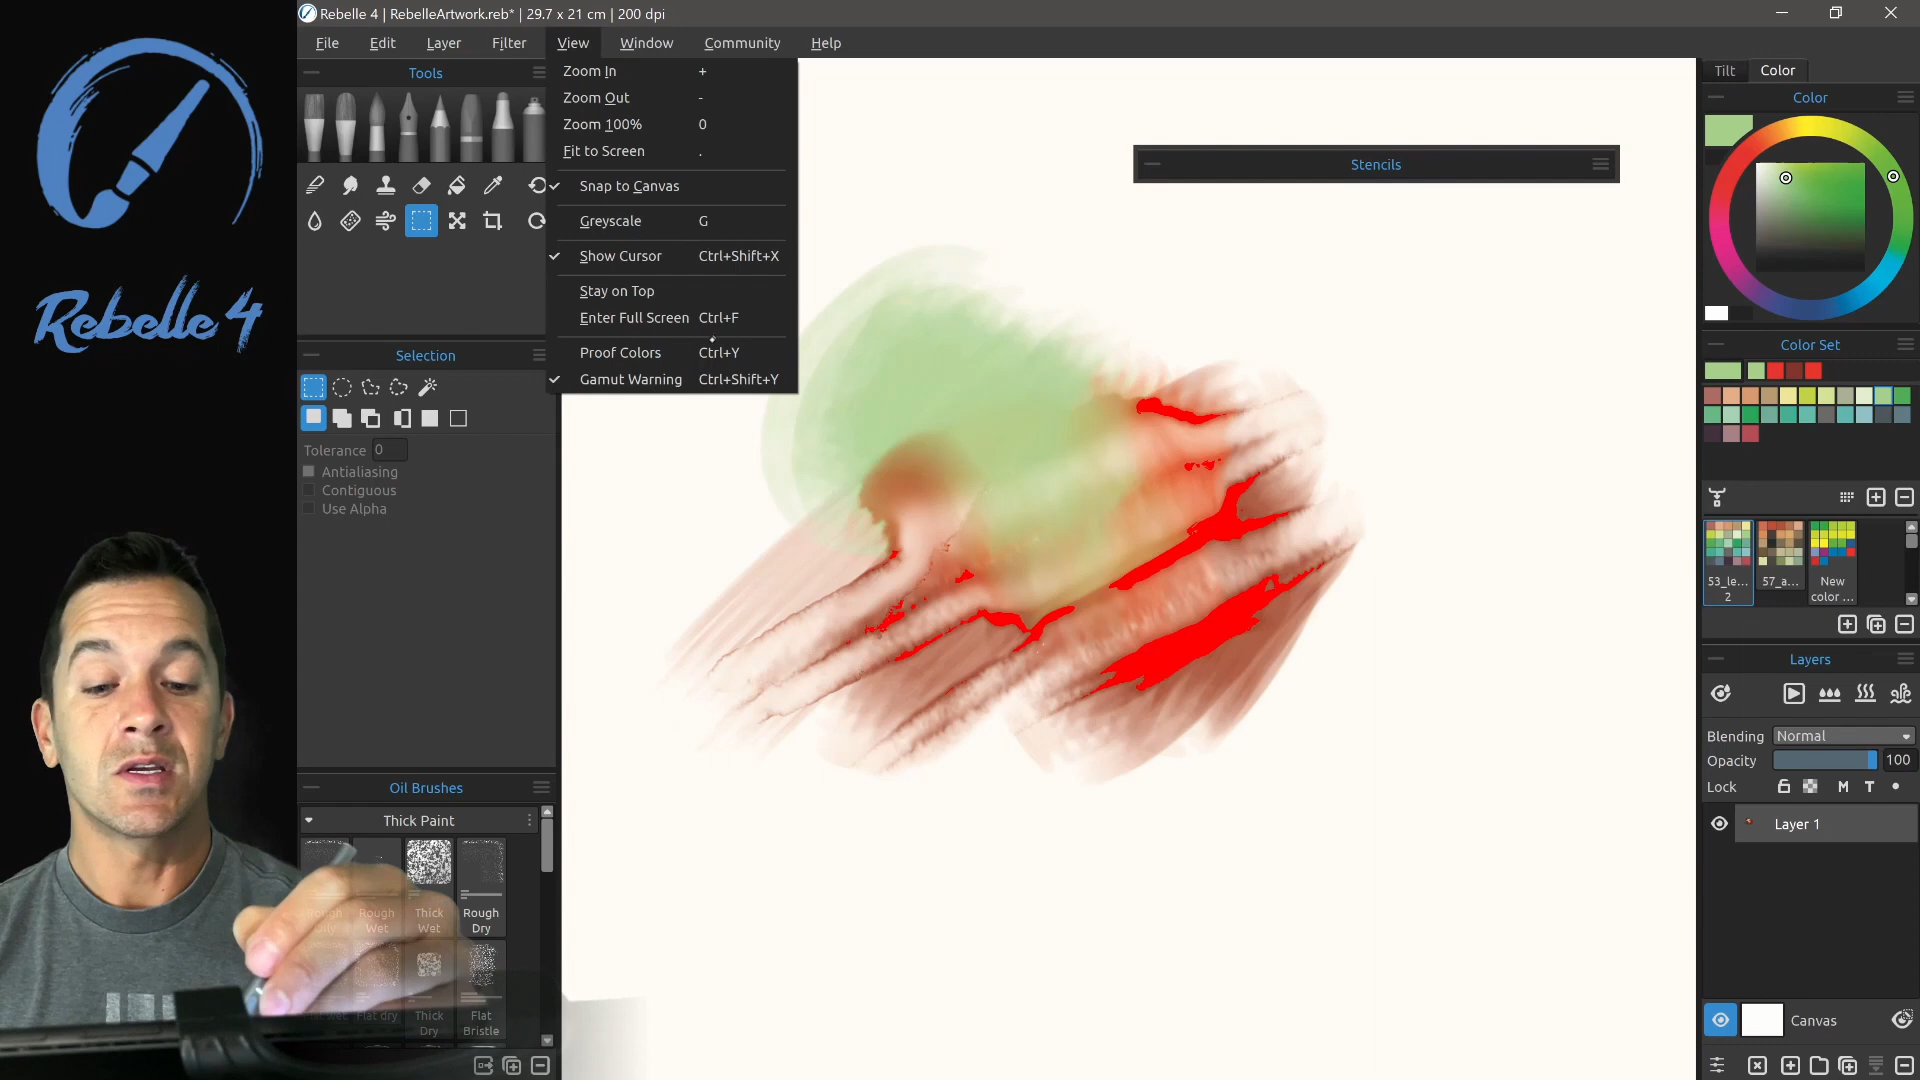 Rebelle 4 | RebelleArtwork.reb* | 29.7 x 21 cm | 200 dpi
File Edit Layer Filter View Window Community Help
Rebelle 4
Tools
Zoom In +
Zoom Out -
Zoom 100% 0
Fit to Screen .
Snap to Canvas
Greyscale G
Show Cursor Ctrl+Shift+X
Stay on Top
Enter Full Screen Ctrl+F
Proof Colors Ctrl+Y
Gamut Warning Ctrl+Shift+Y
Selection
Tolerance 0
Antialiasing
Contiguous
Use Alpha
Oil Brushes
Thick Paint
Rough Wet
Thick Wet
Rough Dry
Flat dry
Thick Dry
Flat Bristle
Stencils
Tilt Color
Color
Color Set
53_le... 2
57_a...
New color ...
Layers
Blending Normal
Opacity 100
Lock M T
Layer 1
Canvas